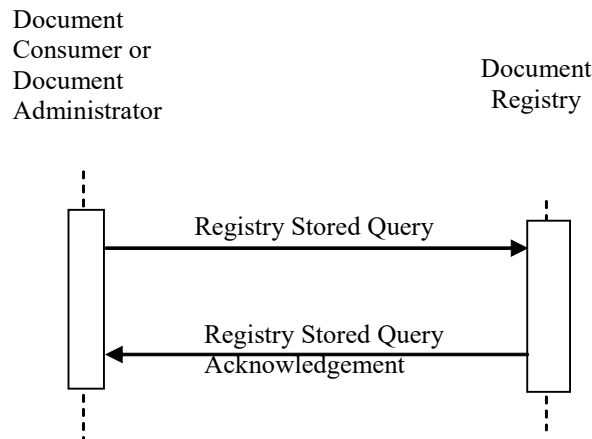 Document
Consumer or
Document
Administrator
Document
Registry
Registry Stored Query
Registry Stored Query
Acknowledgement